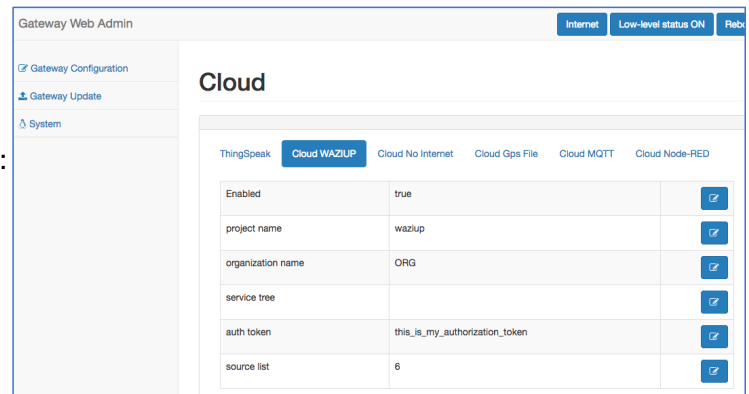 Gateway Web Admin
Internet
Low-level status ON
Gateway Configuration
Gateway Update
System
:
Cloud
ThingSpeak
Cloud WAZIUP
Cloud No Internet
Cloud Gps File
Cloud MQTT
Cloud Node-RED
Enabled true
project name waziup
organization name ORG
service tree
auth token this_is_my_authorization_token
source list 6